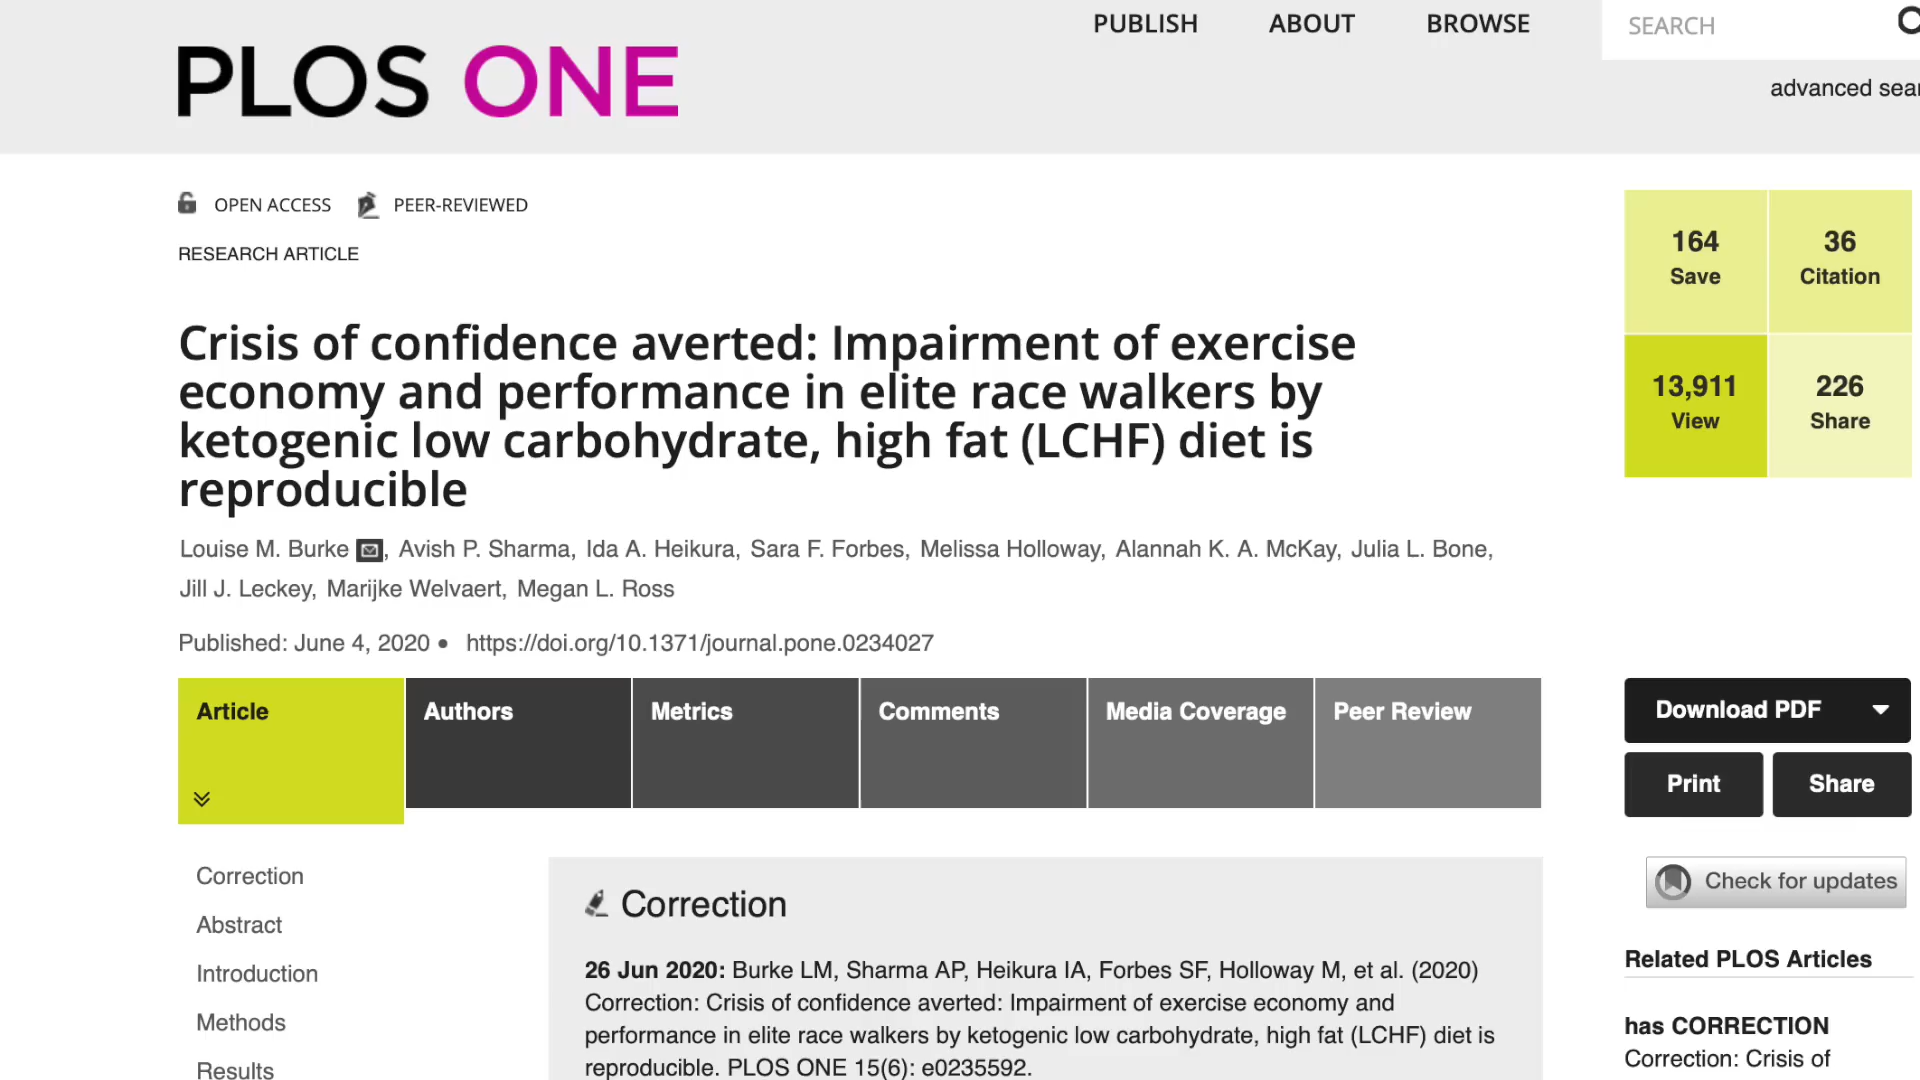 PUBLISH ABOUT BROWSE SEARCH
PLOS ONE
advanced sear
OPEN ACCESS PEER-REVIEWED
RESEARCH ARTICLE
164 Save
36 Citation
13,911 View
226 Share
Crisis of confidence averted: Impairment of exercise
economy and performance in elite race walkers by
ketogenic low carbohydrate, high fat (LCHF) diet is
reproducible
Louise M. Burke, Avish P. Sharma, Ida A. Heikura, Sara F. Forbes, Melissa Holloway, Alannah K. A. McKay, Julia L. Bone,
Jill J. Leckey, Marijke Welvaert, Megan L. Ross
Published: June 4, 2020 • https://doi.org/10.1371/journal.pone.0234027
Article Authors Metrics Comments Media Coverage Peer Review
Download PDF
Print Share
Check for updates
Correction
Abstract
Introduction
Methods
Results
Correction
26 Jun 2020: Burke LM, Sharma AP, Heikura IA, Forbes SF, Holloway M, et al. (2020)
Correction: Crisis of confidence averted: Impairment of exercise economy and
performance in elite race walkers by ketogenic low carbohydrate, high fat (LCHF) diet is
reproducible. PLOS ONE 15(6): e0235592.
Related PLOS Articles
has CORRECTION
Correction: Crisis of